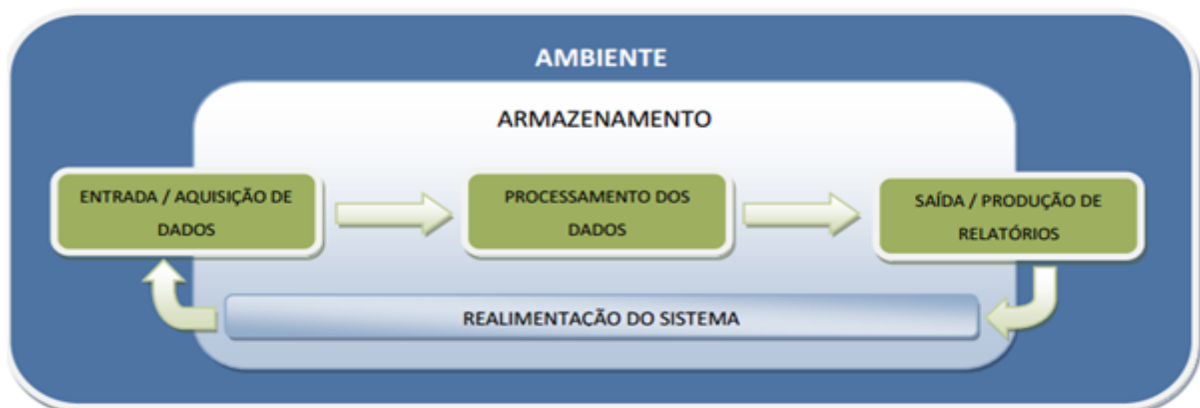 AMBIENTE
ARMAZENAMENTO
ENTRADA / AQUISIÇÃO DE
DADOS
PROCESSAMENTO DOS
DADOS
SAÍDA / PRODUÇÃO DE
RELATÓRIOS
REALIMENTAÇÃO DO SISTEMA